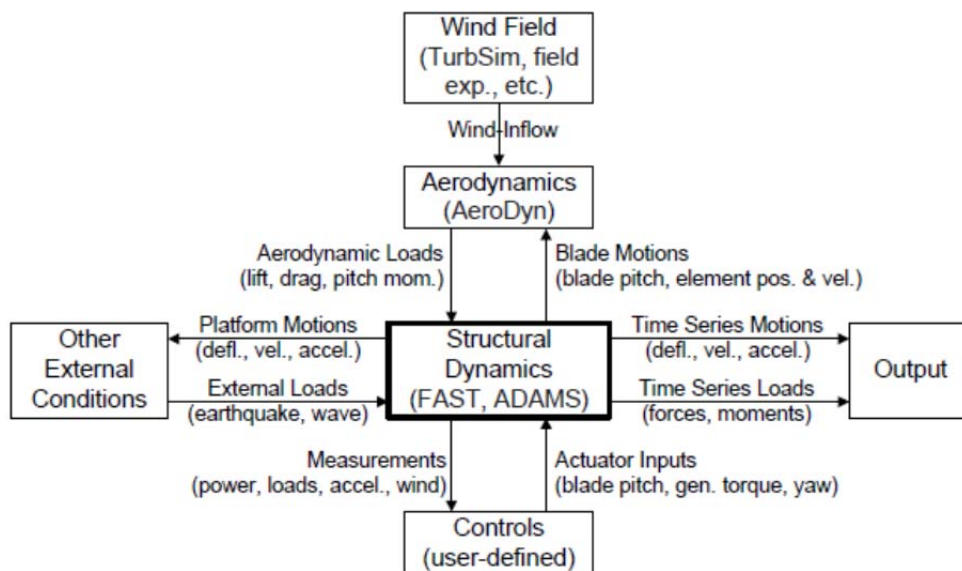 Wind Field
(TurbSim, field
exp., etc.)
Wind-Inflow
Aerodynamics
(AeroDyn)
Aerodynamic Loads
(lift, drag, pitch mom.)
Blade Motions
(blade pitch, element pos. & vel.)
Other
External
Conditions
Platform Motions
(defl., vel., accel.)
External Loads
(earthquake, wave)
Structural
Dynamics
(FAST, ADAMS)
Time Series Motions
(defl., vel., accel.)
Time Series Loads
(forces, moments)
Output
Measurements
(power, loads, accel., wind)
Actuator Inputs
(blade pitch, gen. torque, yaw)
Controls
(user-defined)